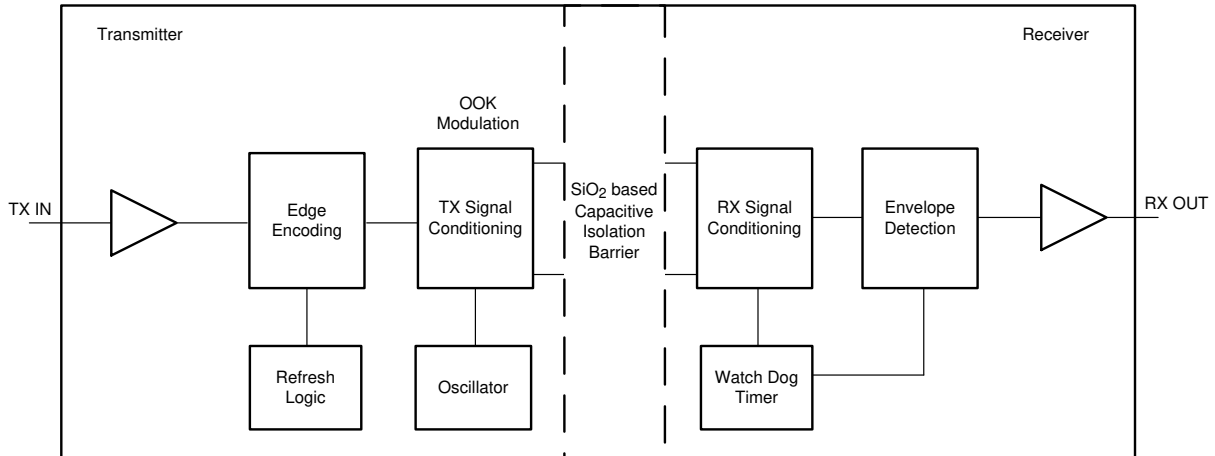 Transmitter
Receiver
OOK
Modulation
TX IN
Edge
Encoding
TX Signal
Conditioning
SiO2 based
Capacitive
Isolation
Barrier
RX Signal
Conditioning
Envelope
Detection
RX OUT
Refresh
Logic
Oscillator
Watch Dog
Timer